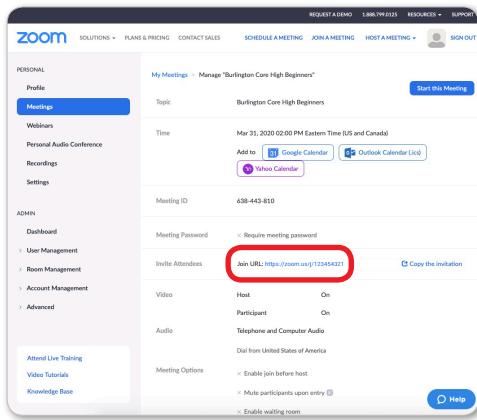 REQUEST A DEMO 1.888.799.0125 RESOURCES SUPPORT
zoom SOLUTIONS PLANS & PRICING CONTACT SALES SCHEDULE A MEETING JOIN A MEETING HOST A MEETING SIGN OUT
PERSONAL
Profile
Meetings
Webinars
Personal Audio Conference
Recordings
Settings
ADMIN
Dashboard
> User Management
> Room Management
> Account Management
> Advanced
Attend Live Training
Video Tutorials
Knowledge Base
My Meetings > Manage "Burlington Core High Beginners"
Start this Meeting
Topic Burlington Core High Beginners
Time Mar 31, 2020 02:00 PM Eastern Time (US and Canada)
Add to 31 Google Calendar Outlook Calendar (.ics)
Yahoo Calendar
Meeting ID 638-443-810
Meeting Password × Require meeting password
Invite Attendees Join URL: https://zoom.us/j/123454321 Copy the invitation
Video Host On
Participant On
Audio Telephone and Computer Audio
Dial from United States of America
Meeting Options × Enable join before host
× Mute participants upon entry
× Enable waiting room
Help